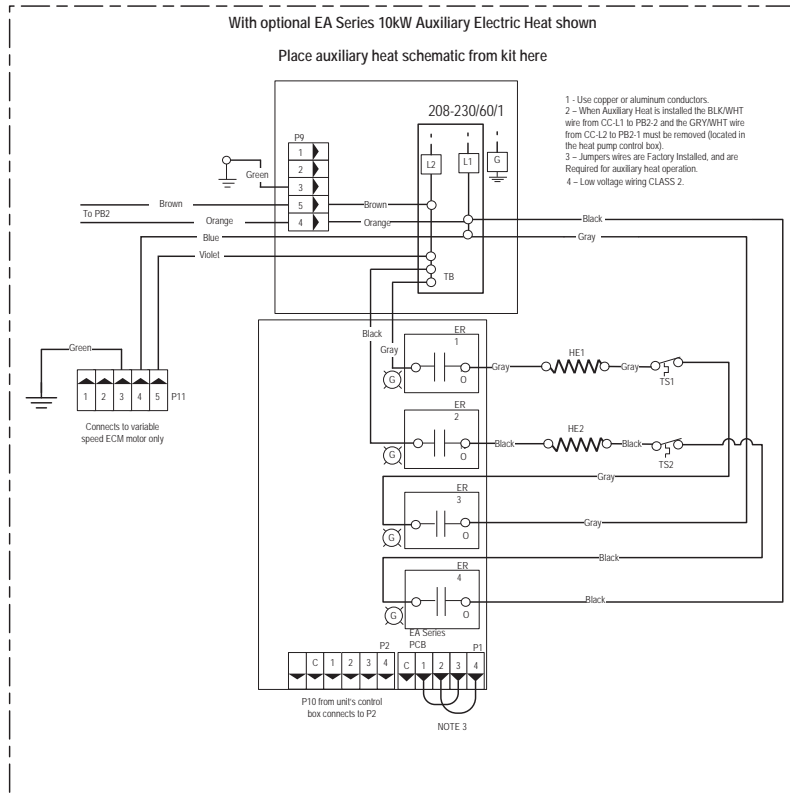 With optional EA Series 10kW Auxiliary Electric Heat shown
Place auxiliary heat schematic from kit here
208-230/60/1
1 - Use copper or aluminum conductors.
2 – When Auxiliary Heat is installed the BLK/WHT
wire from CC-L1 to PB2-2 and the GRY/WHT wire
from CC-L2 to PB2-1 must be removed (located in
the heat pump control box).
3 – Jumpers wires are Factory Installed, and are
Required for auxiliary heat operation.
4 – Low voltage wiring CLASS 2.
P9
1
2
3
5
4
L2
L1
G
Green
Brown
Brown
To PB2
Orange
Orange
Black
Blue
Gray
Violet
TB
Black
Gray
Green
1
2
3
4
5
P11
Connects to variable
speed ECM motor only
ER
1
G
O
Gray
HE1
Gray
TS1
ER
2
G
O
Black
HE2
Black
TS2
Gray
ER
3
G
O
Gray
Black
ER
4
G
O
Black
EA Series
PCB
P2
P1
C
1
2
3
4
C
1
2
3
4
P10 from unit's control
box connects to P2
NOTE 3